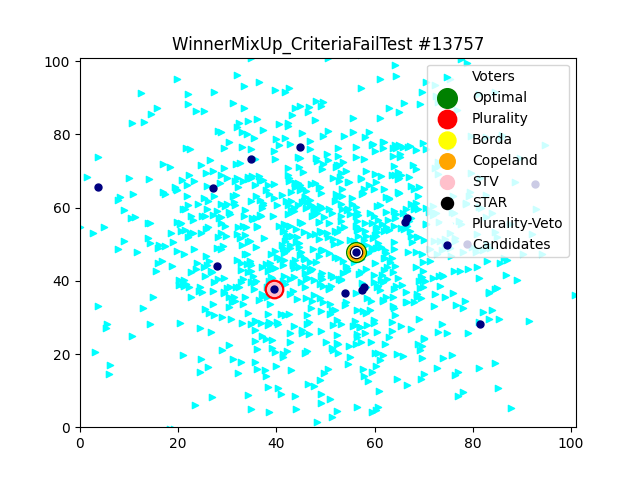 WinnerMixUp_CriteriaFailTest #13757
100
80
60
40
20
0
0
20
40
60
80
100
Voters
Optimal
Plurality
Borda
Copeland
STV
STAR
Plurality-Veto
Candidates